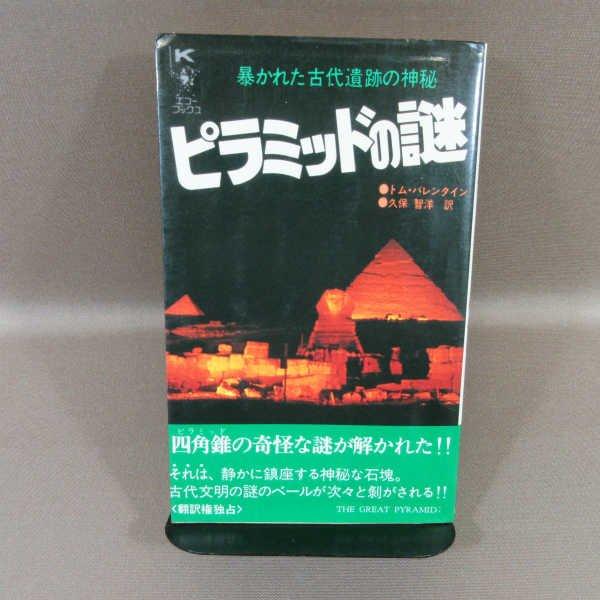 K
エコー
ブックス
暴かれた古代遺跡の神秘
ピラミッドの謎
●トム・バレンタイン
●久保 智洋 訳
ピラミッド
四角錐の奇怪な謎が解かれた!!
それは、静かに鎮座する神秘な石塊。
古代文明の謎のベールが次々と剝がされる!!
<翻訳権独占>
THE GREAT PYRAMID: